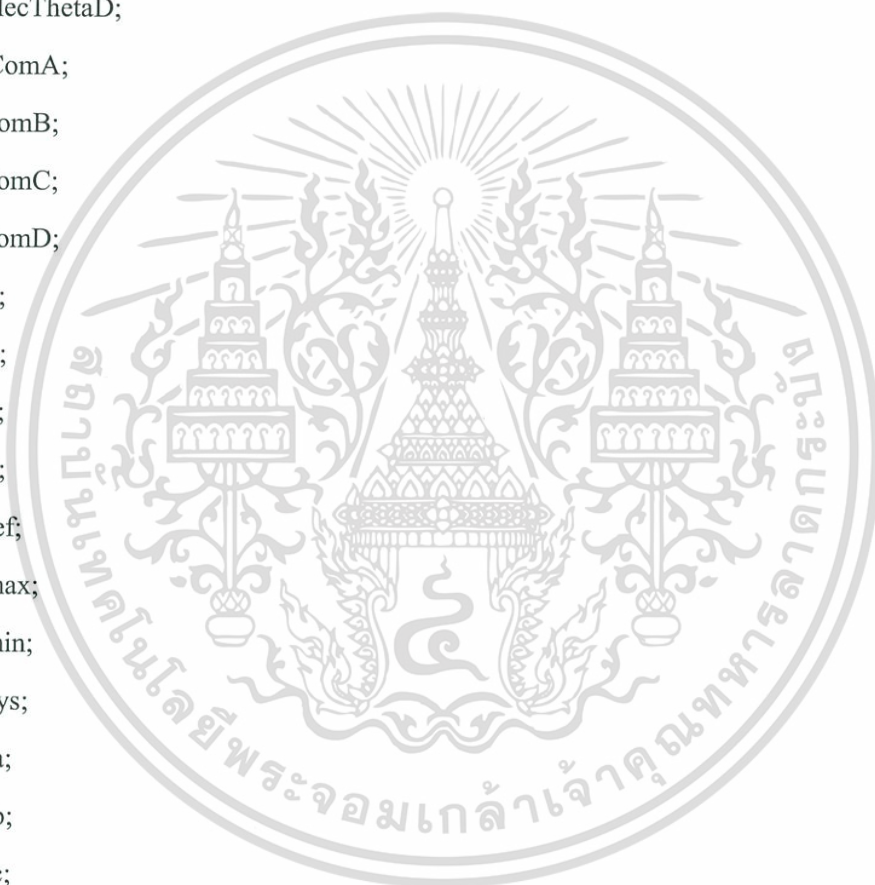 lecThetaD;
ComA;
omB;
omC;
omD;
;
;
;
;
ef;
nax;
nin;
ys;
a;
o;
c;
สถาบันเทคโนโลยีพระจอมเกล้าเจ้าคุณทหารลาดกระบัง
๔